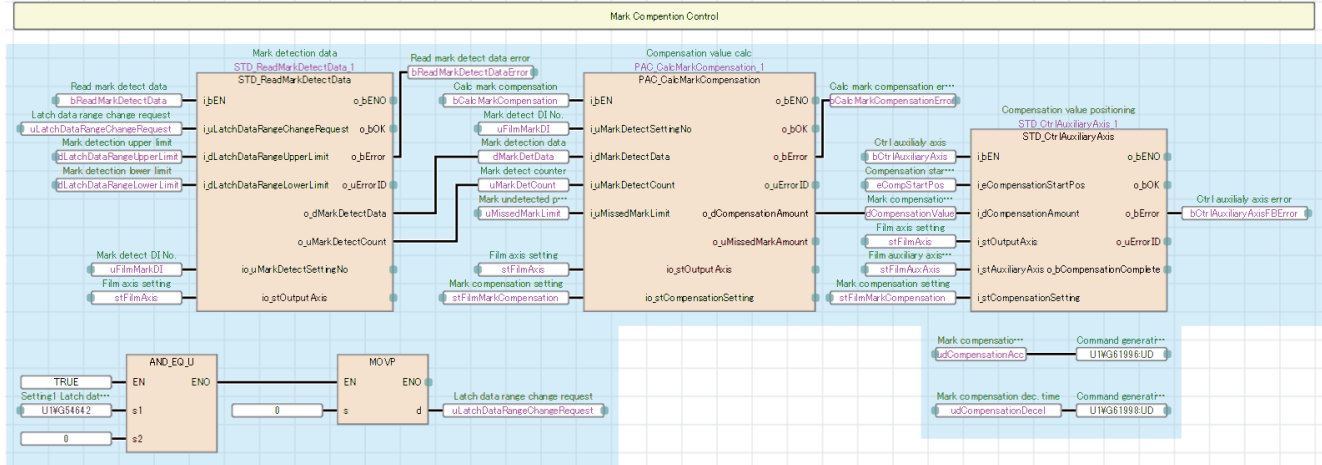 Mark Compention Control
Mark detection data
STD_ReadMarkDetectData_1
STD_ReadMarkDetectData
Read mark detect data
bReadMarkDetectData
i_bEN
o_bENO
Latch data range change request
uLatchDataRangeChangeRequest
i_uLatchDataRangeChangeRequest
o_bOK
Mark detection upper limit
dLatchDataRangeUpperLimit
i_dLatchDataRangeUpperLimit
o_bError
Mark detection lower limit
dLatchDataRangeLowerLimit
i_dLatchDataRangeLowerLimit
o_uErrorID
o_dMarkDetectData
o_uMarkDetectCount
Mark detect DI No.
uFilmMarkDI
io_uMarkDetectSettingNo
Film axis setting
stFilmAxis
io_stOutputAxis
Read mark detect data error
bReadMarkDetectDataError
Compensation value calc
PAC_CalcMarkCompensation_1
PAC_CalcMarkCompensation
Calc mark compensation
bCalcMarkCompensation
i_bEN
o_bENO
Mark detect DI No.
uFilmMarkDI
i_uMarkDetectSettingNo
o_bOK
Mark detection data
dMarkDetData
i_dMarkDetectData
o_bError
Mark detect counter
uMarkDetCount
i_uMarkDetectCount
o_uErrorID
Mark undetected p…
uMissedMarkLimit
i_uMissedMarkLimit
o_dCompensationAmount
o_uMissedMarkAmount
Film axis setting
stFilmAxis
io_stOutputAxis
Mark compensation setting
stFilmMarkCompensation
io_stCompensationSetting
Calc mark compensation er…
bCalcMarkCompensationError
Compensation value positioning
STD_CtrlAuxiliaryAxis_1
STD_CtrlAuxiliaryAxis
Ctrl auxilialy axis
bCtrlAuxiliaryAxis
i_bEN
o_bENO
Compensation star…
eCompStartPos
i_eCompensationStartPos
o_bOK
Mark compensatio…
dCompensationValue
i_dCompensationAmount
o_bError
Film axis setting
stFilmAxis
i_stOutputAxis
o_uErrorID
Film auxiliary axis…
stFilmAuxAxis
i_stAuxiliaryAxis
o_bCompensationComplete
Mark compensation setting
stFilmMarkCompensation
i_stCompensationSetting
Ctrl auxilialy axis error
bCtrlAuxiliaryAxisFBError
AND_EQ_U
TRUE
EN
ENO
Setting1 Latch dat…
U1¥G54642
s1
0
s2
MOVP
EN
ENO
0
s
d
Latch data range change request
uLatchDataRangeChangeRequest
Mark compensatio…
udCompensationAcc
Command generati…
U1¥G61996:UD
Mark compensation dec. time
udCompensationDecel
Command generati…
U1¥G61998:UD